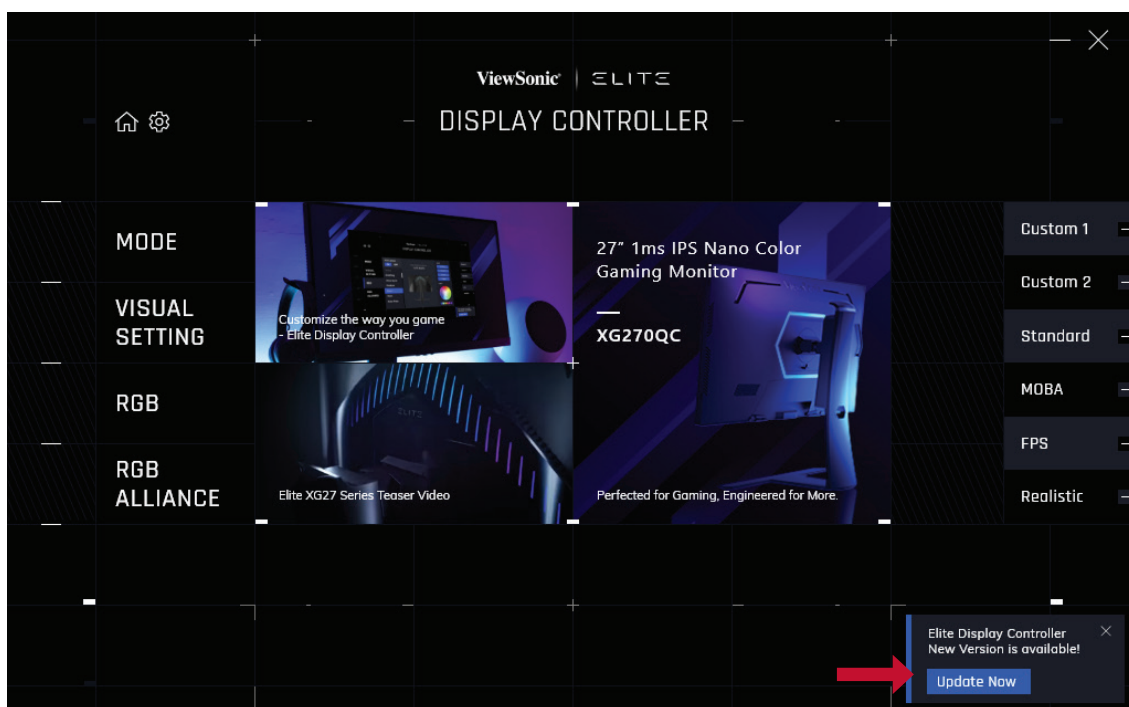 ViewSonic® ELITE
DISPLAY CONTROLLER
MODE
VISUAL
SETTING
RGB
RGB
ALLIANCE
Customize the way you game
- Elite Display Controller
ELITE
Elite XG27 Series Teaser Video
27" 1ms IPS Nano Color
Gaming Monitor
XG270QC
Perfected for Gaming, Engineered for More.
Custom 1
Custom 2
Standard
MOBA
FPS
Realistic
Elite Display Controller
New Version is available!
Update Now